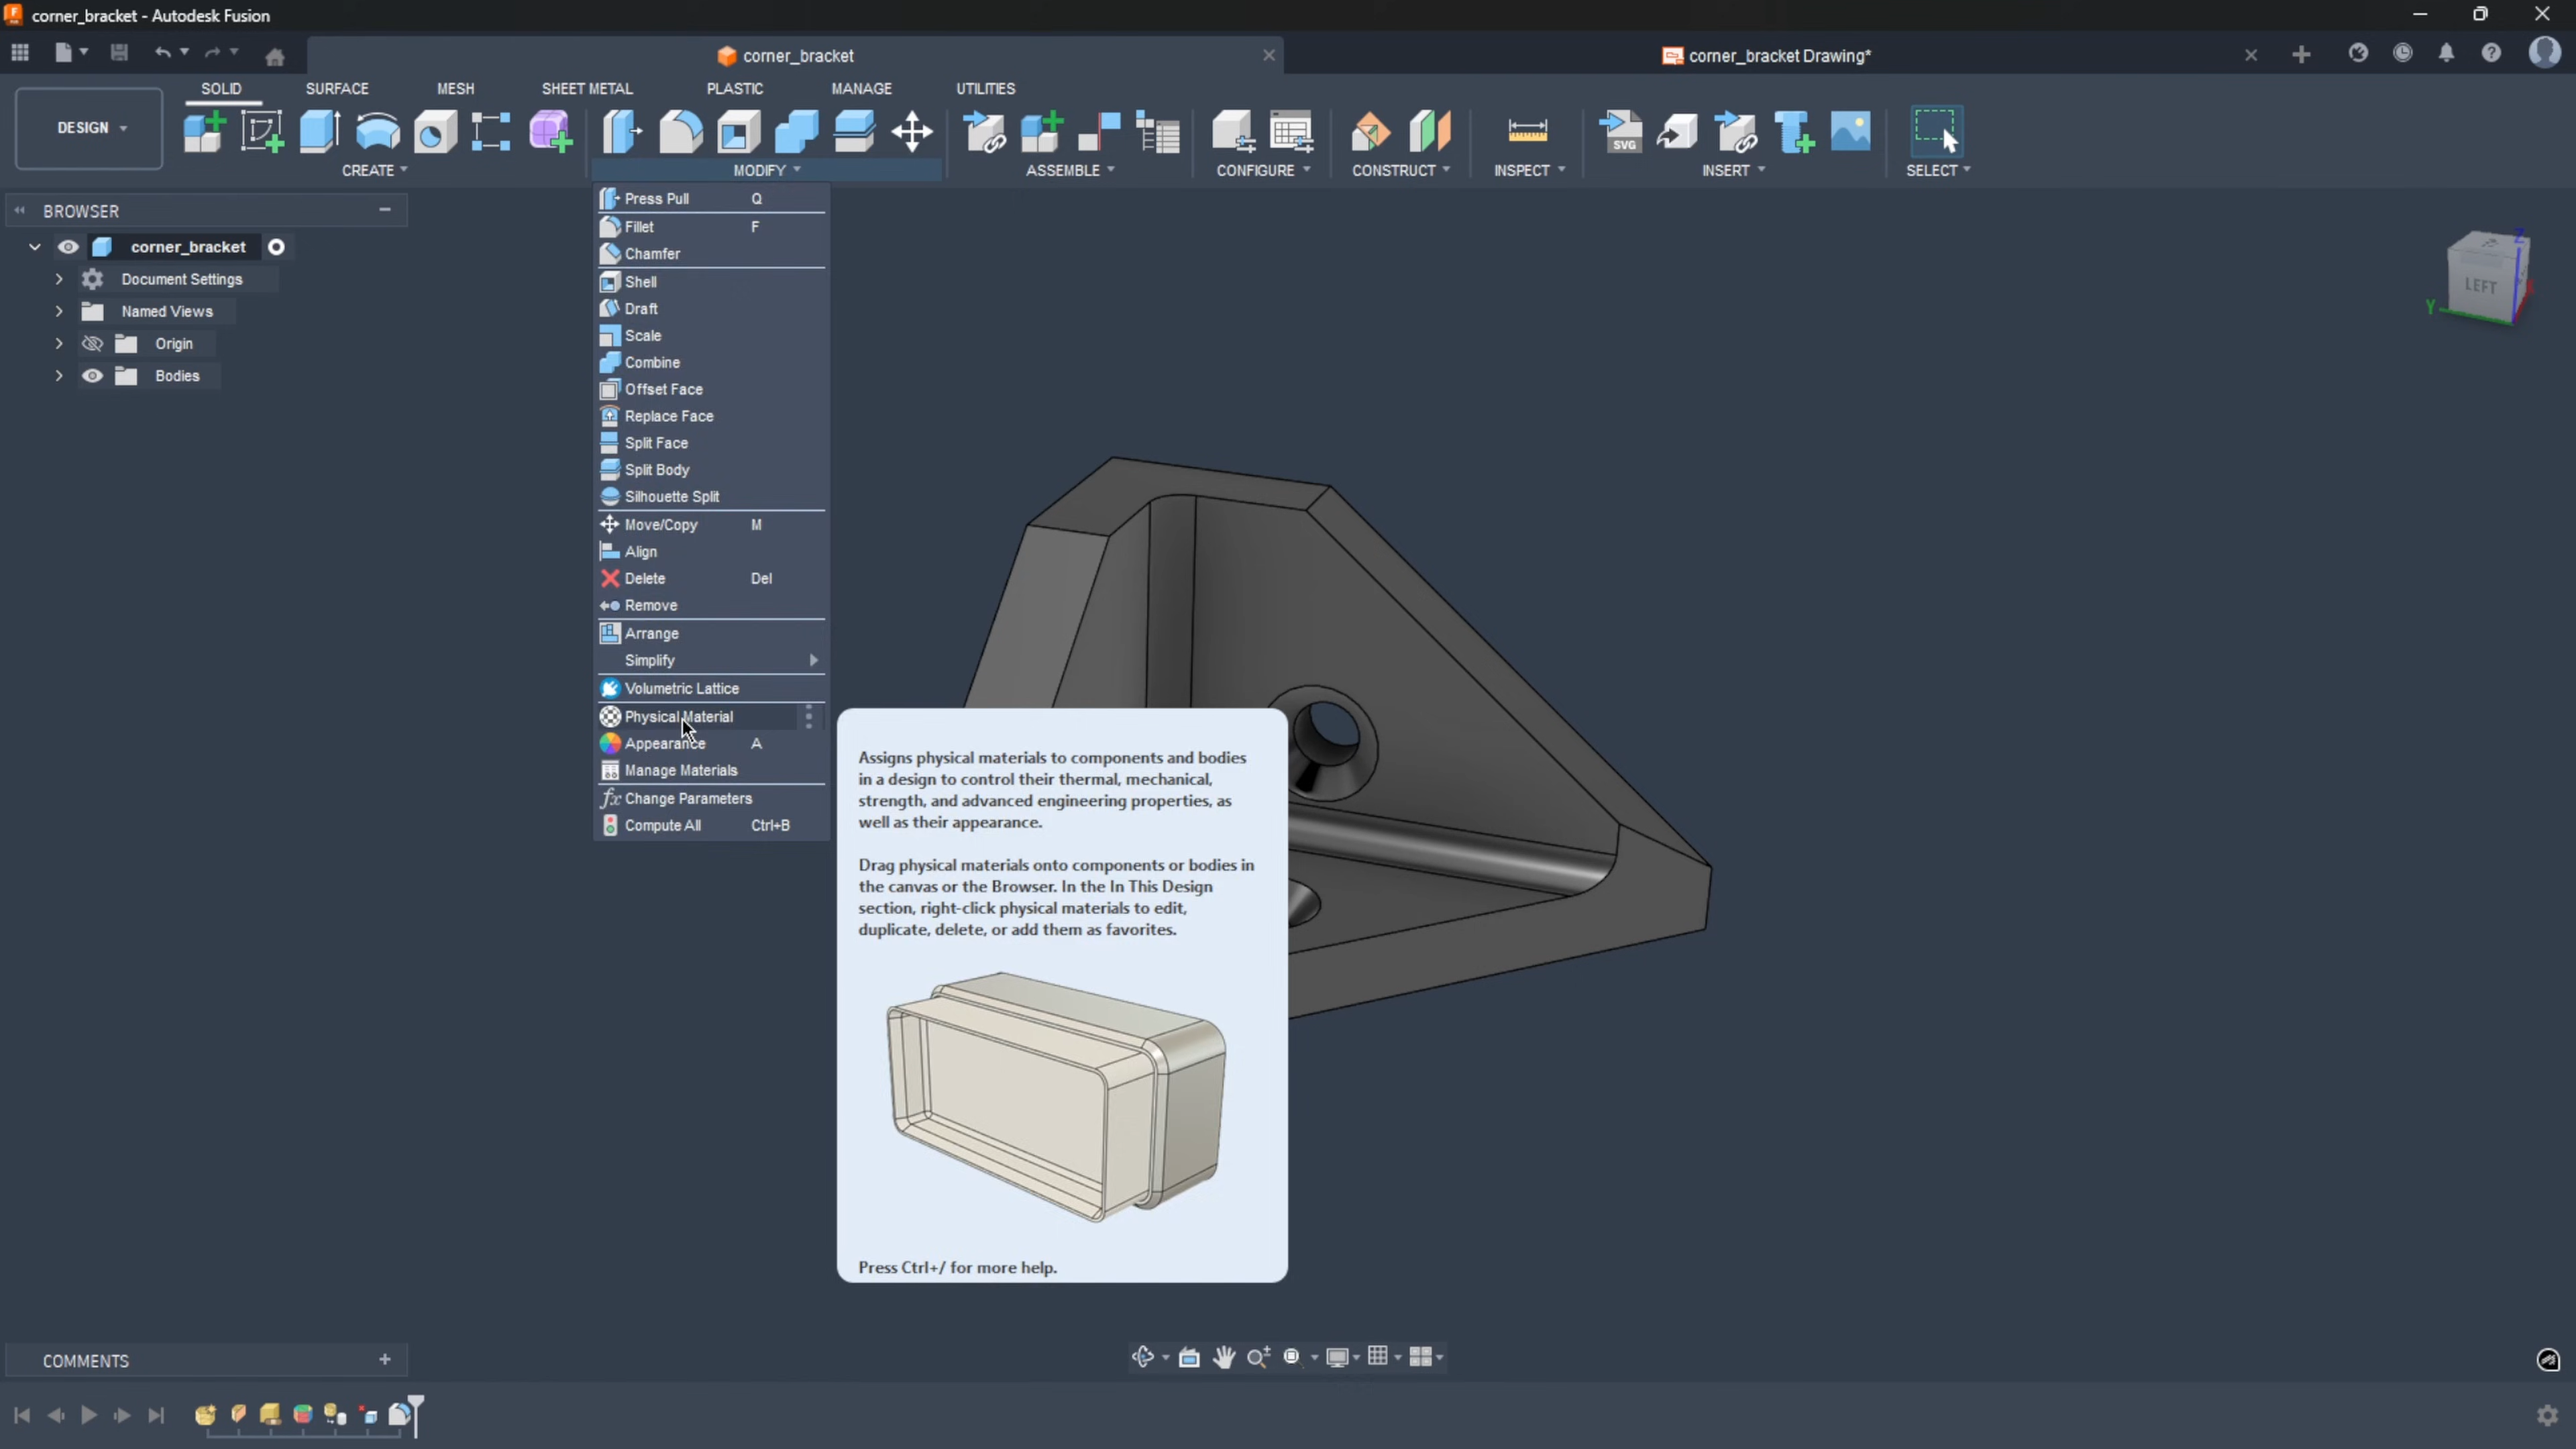 corner_bracket - Autodesk Fusion
corner_bracket
corner_bracket Drawing*
SOLID
SURFACE
MESH
SHEET METAL
PLASTIC
MANAGE
UTILITIES
DESIGN
SVG
CREATE
MODIFY
ASSEMBLE
CONFIGURE
CONSTRUCT
INSPECT
INSERT
SELECT
BROWSER
corner_bracket
Document Settings
Named Views
Origin
Bodies
Press Pull Q
Fillet F
Chamfer
Shell
Draft
Scale
Combine
Offset Face
Replace Face
Split Face
Split Body
Silhouette Split
Move/Copy M
Align
Delete Del
Remove
Arrange
Simplify
Volumetric Lattice
Physical Material
Appearance A
Manage Materials
fx Change Parameters
Compute All Ctrl+B
Assigns physical materials to components and bodies
in a design to control their thermal, mechanical,
strength, and advanced engineering properties, as
well as their appearance.
Drag physical materials onto components or bodies in
the canvas or the Browser. In the In This Design
section, right-click physical materials to edit,
duplicate, delete, or add them as favorites.
Press Ctrl+/ for more help.
Z
LEFT
Y
COMMENTS